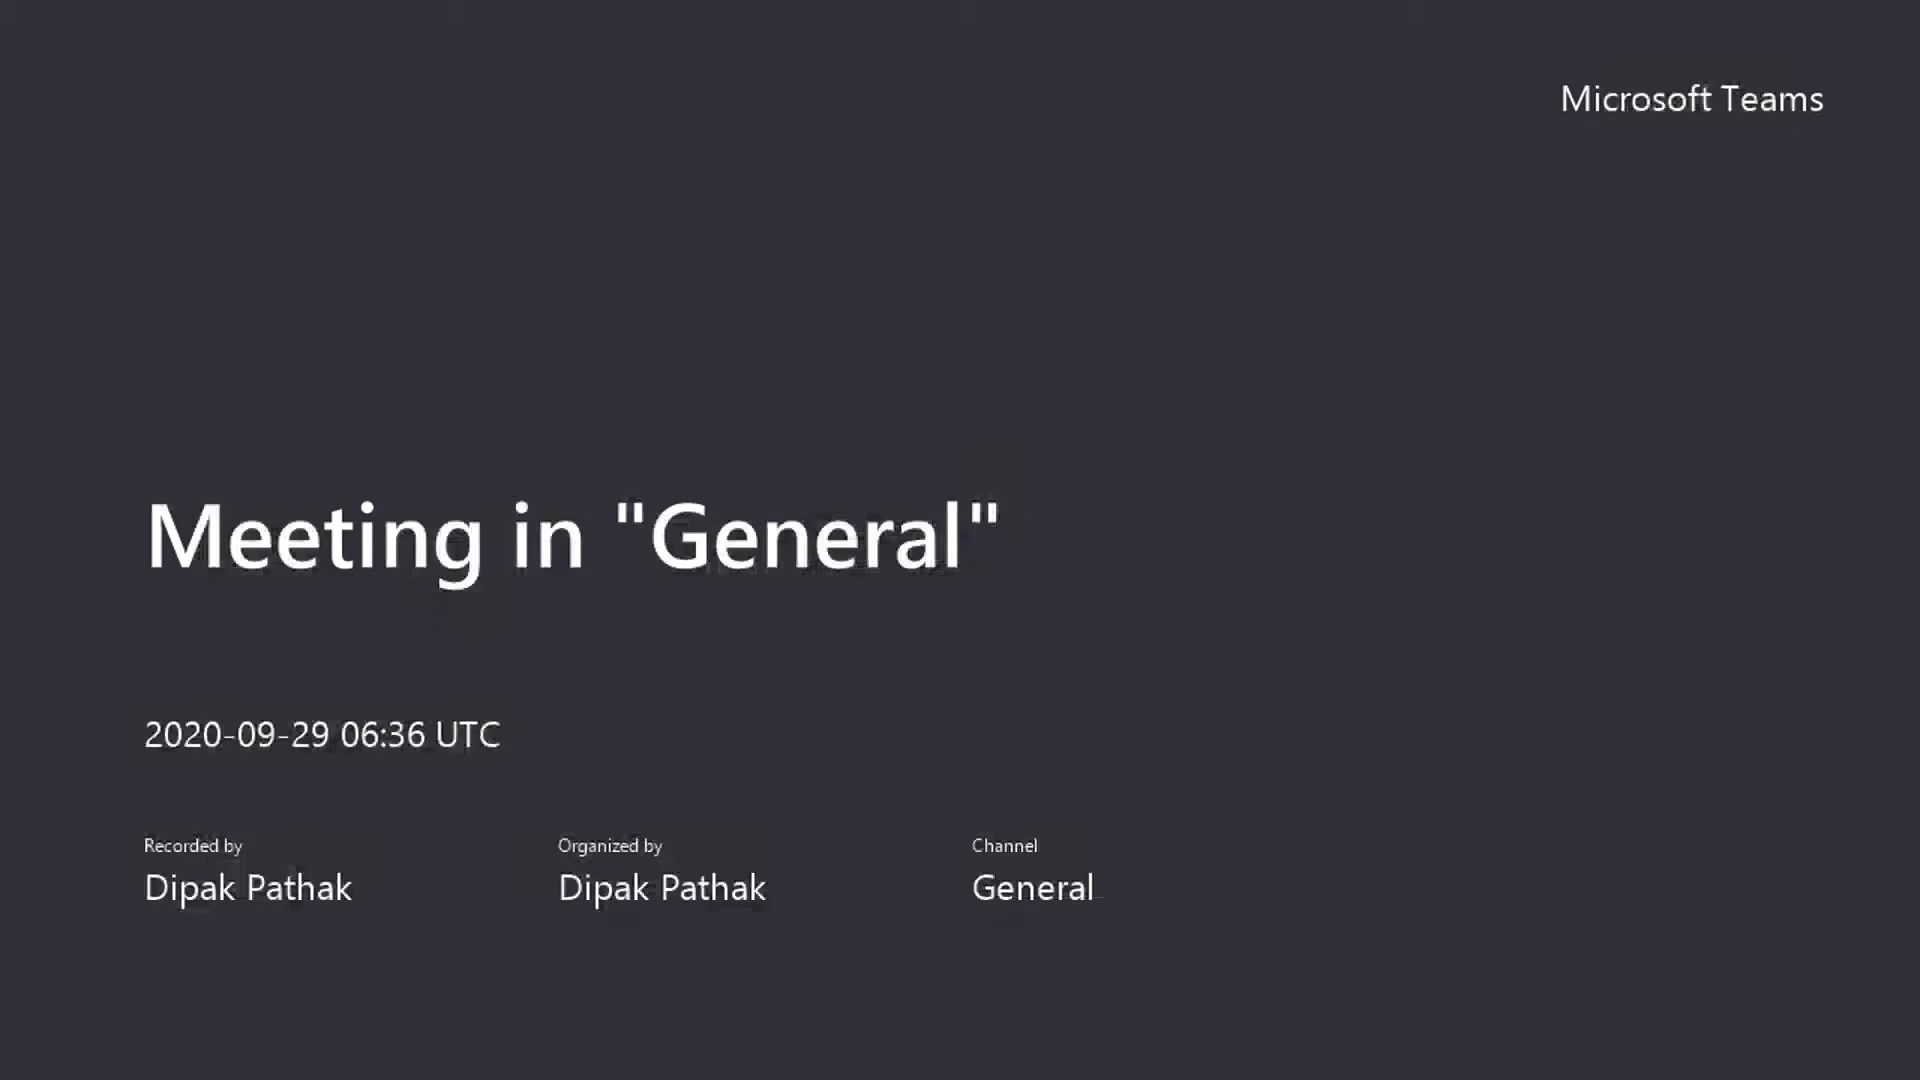 Microsoft Teams
Meeting in "General"
2020-09-29 06:36 UTC
Recorded by
Dipak Pathak
Organized by
Dipak Pathak
Channel
General